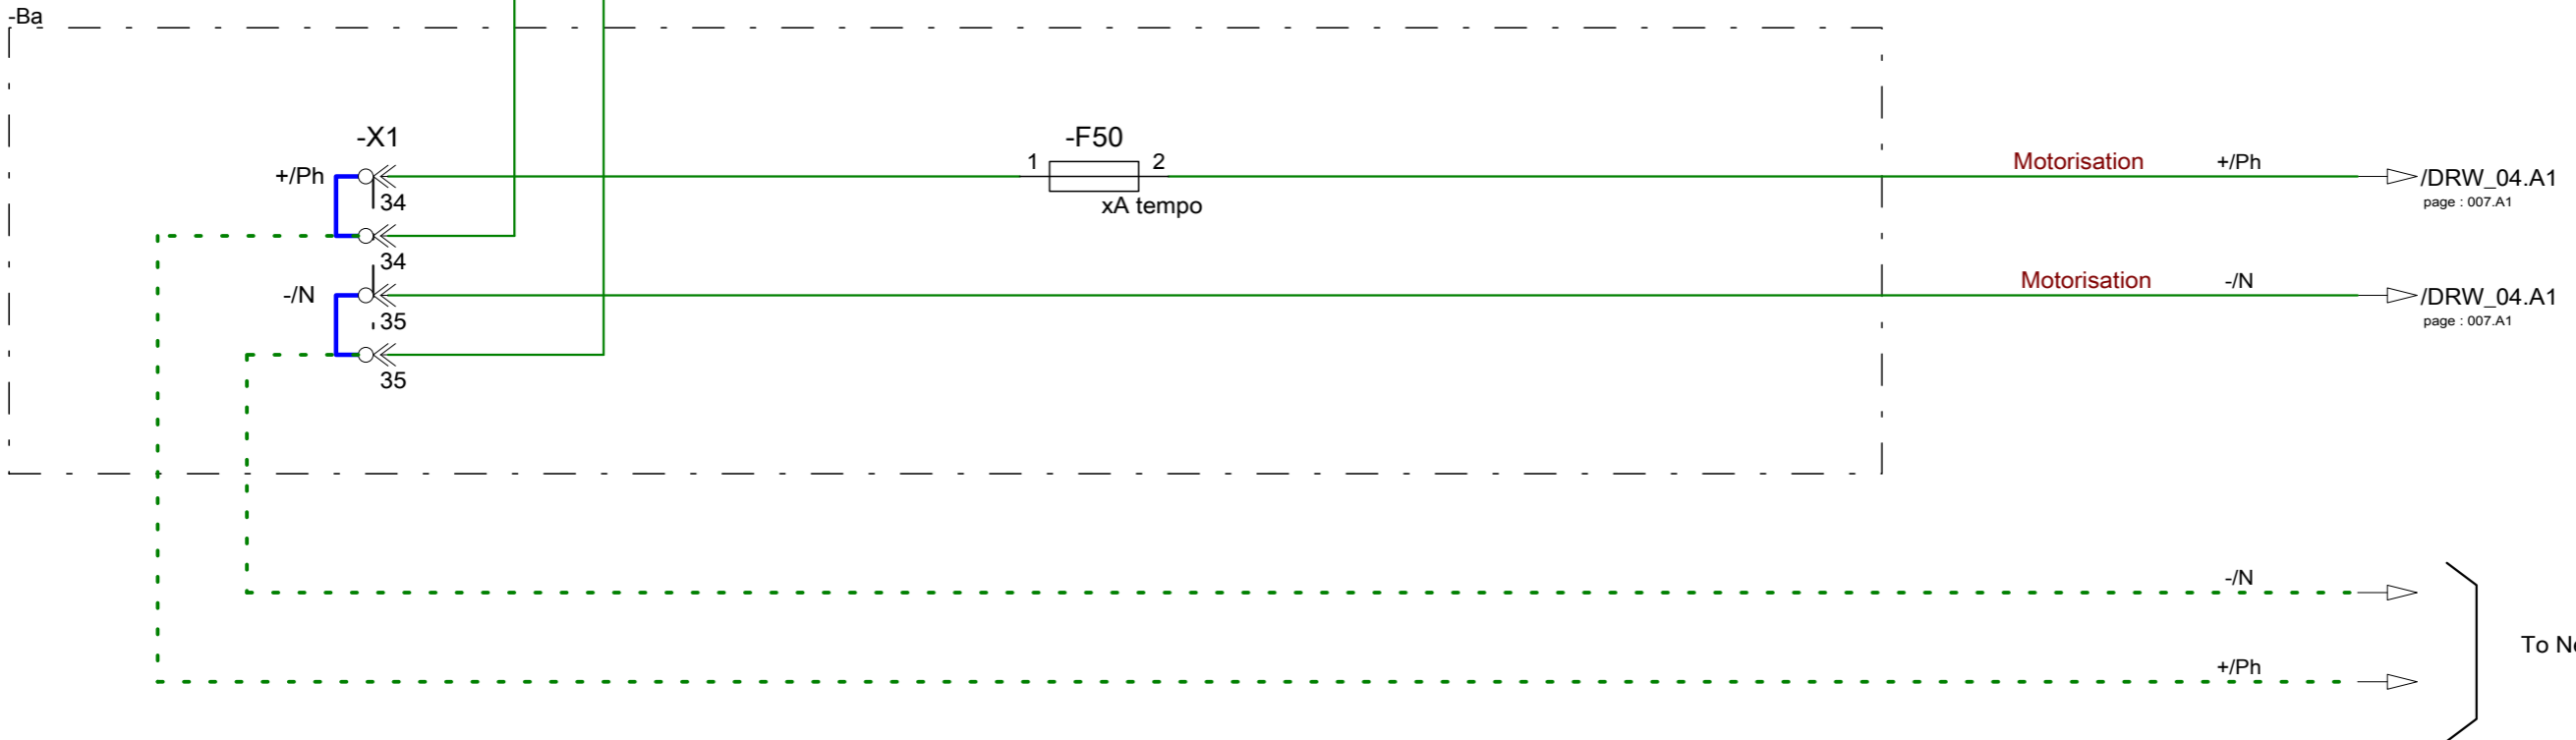 -Ba
-X1
-F50
+/Ph
1
2
Motorisation
+/Ph
/DRW_04.A1
page : 007.A1
34
xA tempo
34
-/N
Motorisation
-/N
/DRW_04.A1
page : 007.A1
35
35
-/N
To
+/Ph